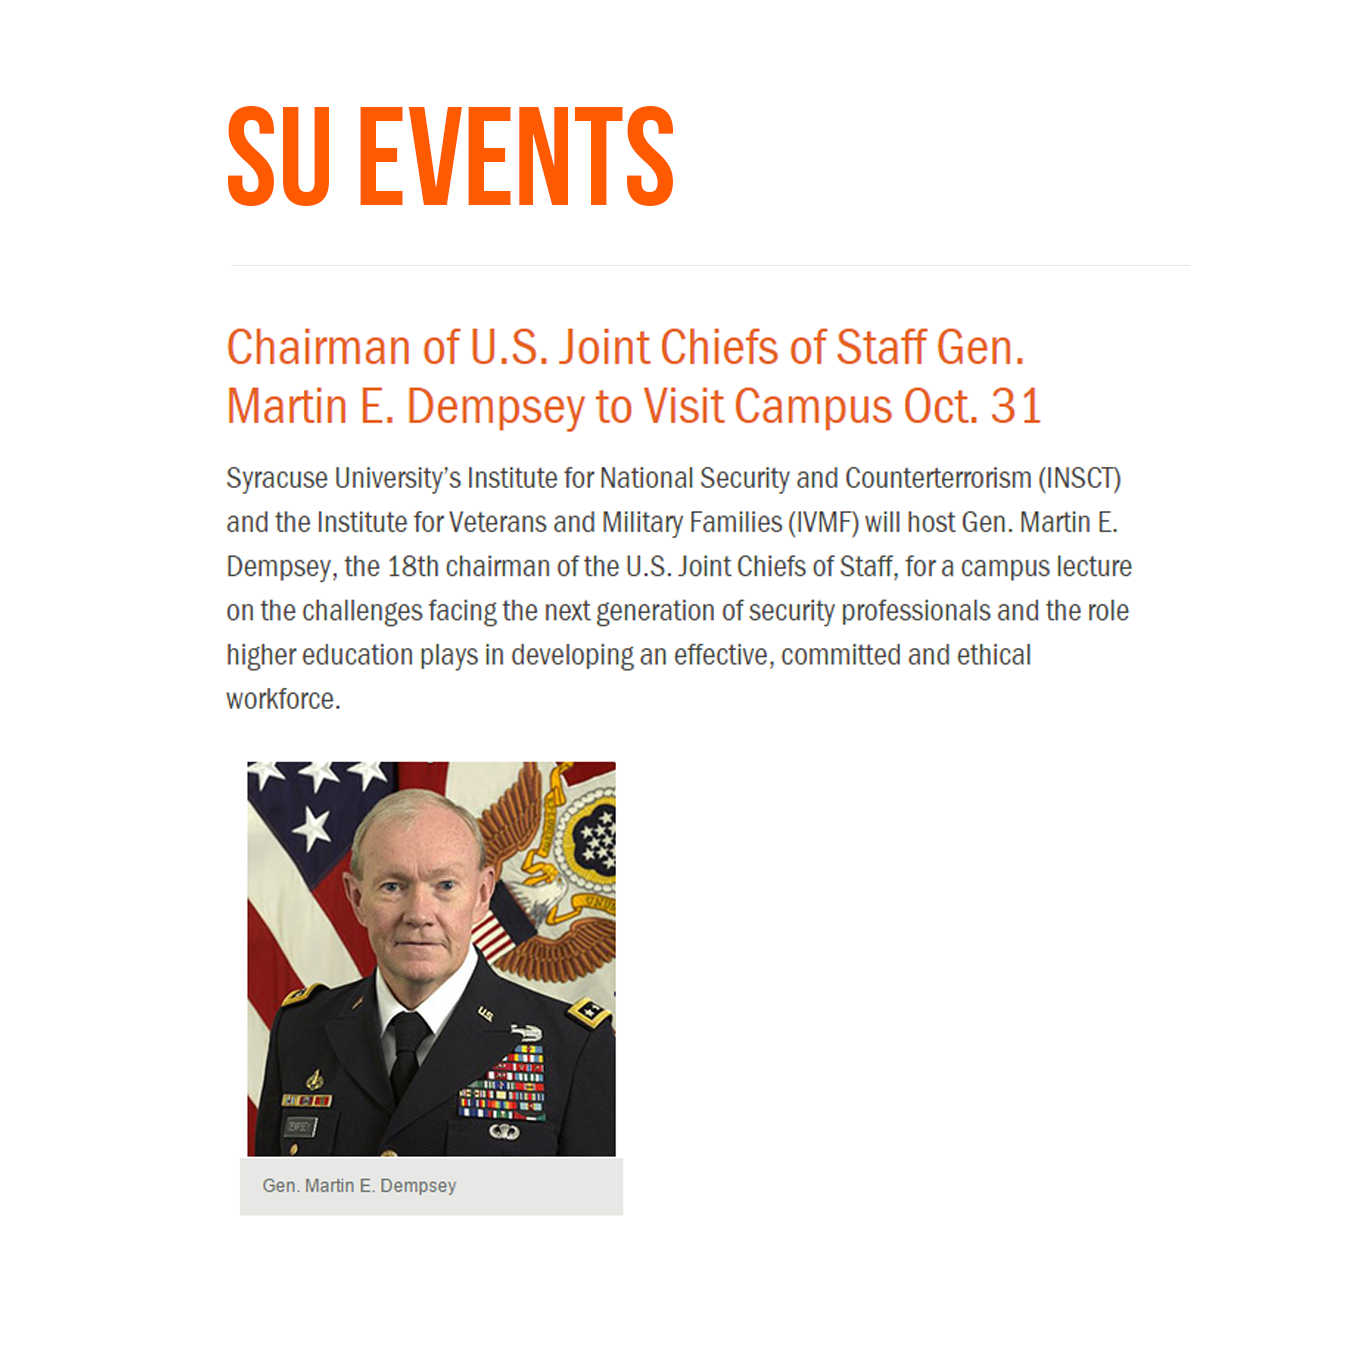 SU EVENTS
Chairman of U.S. Joint Chiefs of Staff Gen.
Martin E. Dempsey to Visit Campus Oct. 31
Syracuse University’s Institute for National Security and Counterterrorism (INSCT)
and the Institute for Veterans and Military Families (IVMF) will host Gen. Martin E.
Dempsey, the 18th chairman of the U.S. Joint Chiefs of Staff, for a campus lecture
on the challenges facing the next generation of security professionals and the role
higher education plays in developing an effective, committed and ethical
workforce.
U.S.
DEMPSEY
Gen. Martin E. Dempsey